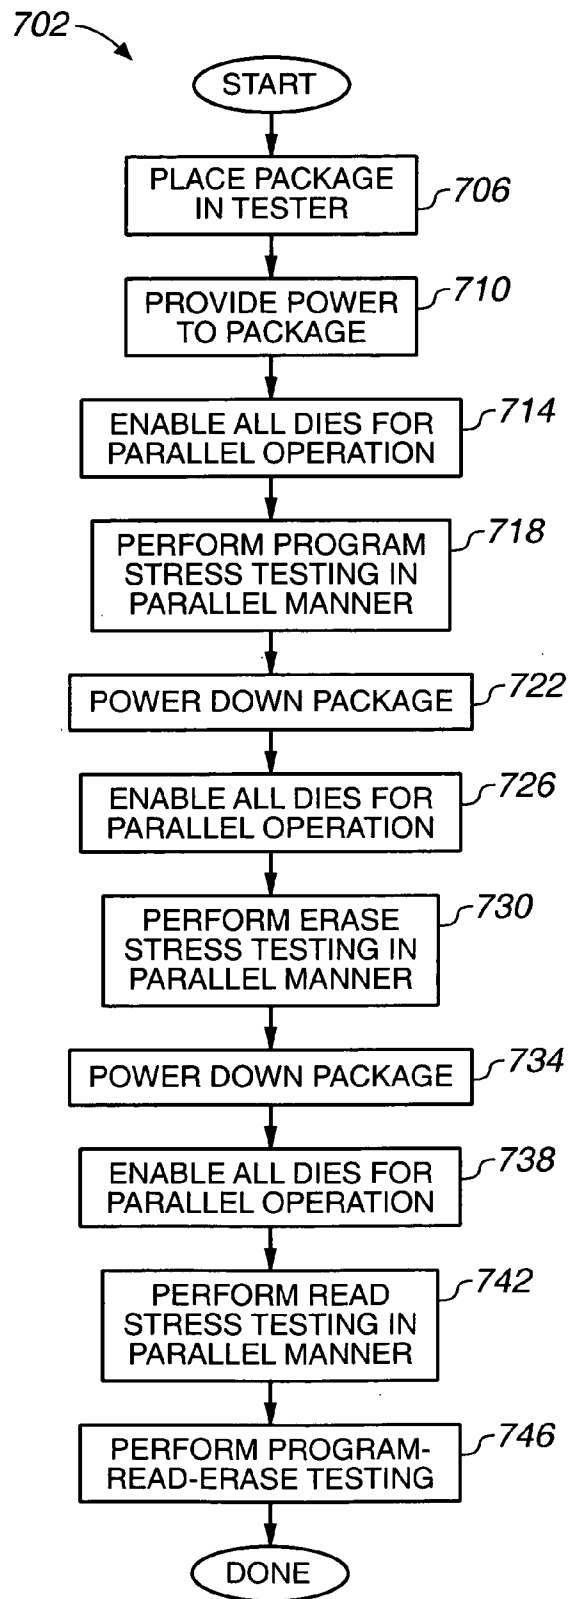 702
START
PLACE PACKAGE
IN TESTER
706
PROVIDE POWER
TO PACKAGE
710
ENABLE ALL DIES FOR
PARALLEL OPERATION
714
PERFORM PROGRAM
STRESS TESTING IN
PARALLEL MANNER
718
POWER DOWN PACKAGE
722
ENABLE ALL DIES FOR
PARALLEL OPERATION
726
PERFORM ERASE
STRESS TESTING IN
PARALLEL MANNER
730
POWER DOWN PACKAGE
734
ENABLE ALL DIES FOR
PARALLEL OPERATION
738
PERFORM READ
STRESS TESTING IN
PARALLEL MANNER
742
PERFORM PROGRAM-
READ-ERASE TESTING
746
DONE